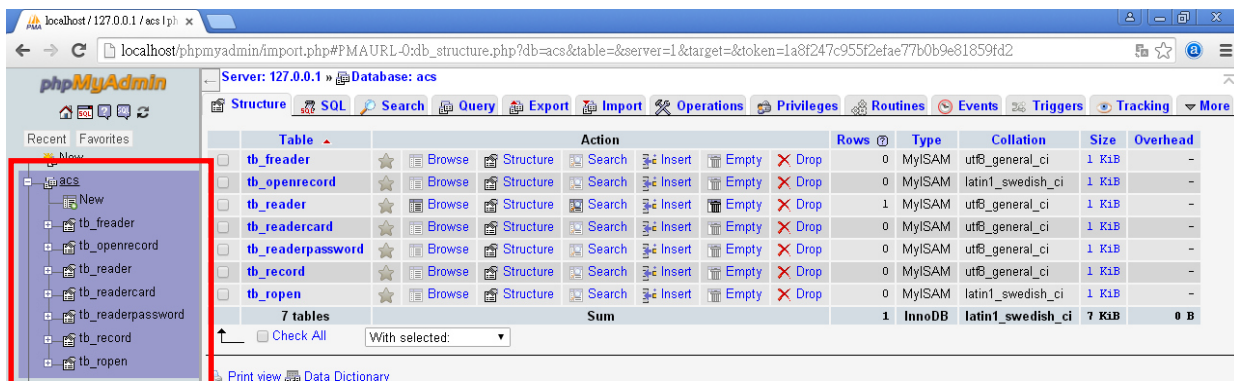 localhost / 127.0.0.1 / acs | ph
localhost/phpmyadmin/import.php#PMAURL-0:db_structure.php?db=acs&table=&server=1&target=&token=1a8f247c955f2efae77b0b9e81859fd2
phpMyAdmin
Recent Favorites
New
acs
New
tb_freader
tb_openrecord
tb_reader
tb_readercard
tb_readerpassword
tb_record
tb_ropen
Server: 127.0.0.1 » Database: acs
Structure SQL Search Query Export Import Operations Privileges Routines Events Triggers Tracking More
Table Action Rows Type Collation Size Overhead
tb_freader Browse Structure Search Insert Empty Drop 0 MyISAM utf8_general_ci 1 KiB -
tb_openrecord Browse Structure Search Insert Empty Drop 0 MyISAM latin1_swedish_ci 1 KiB -
tb_reader Browse Structure Search Insert Empty Drop 1 MyISAM utf8_general_ci 1 KiB -
tb_readercard Browse Structure Search Insert Empty Drop 0 MyISAM utf8_general_ci 1 KiB -
tb_readerpassword Browse Structure Search Insert Empty Drop 0 MyISAM utf8_general_ci 1 KiB -
tb_record Browse Structure Search Insert Empty Drop 0 MyISAM utf8_general_ci 1 KiB -
tb_ropen Browse Structure Search Insert Empty Drop 0 MyISAM latin1_swedish_ci 1 KiB -
7 tables Sum 1 InnoDB latin1_swedish_ci 7 KiB 0 B
Check All With selected:
Print view Data Dictionary